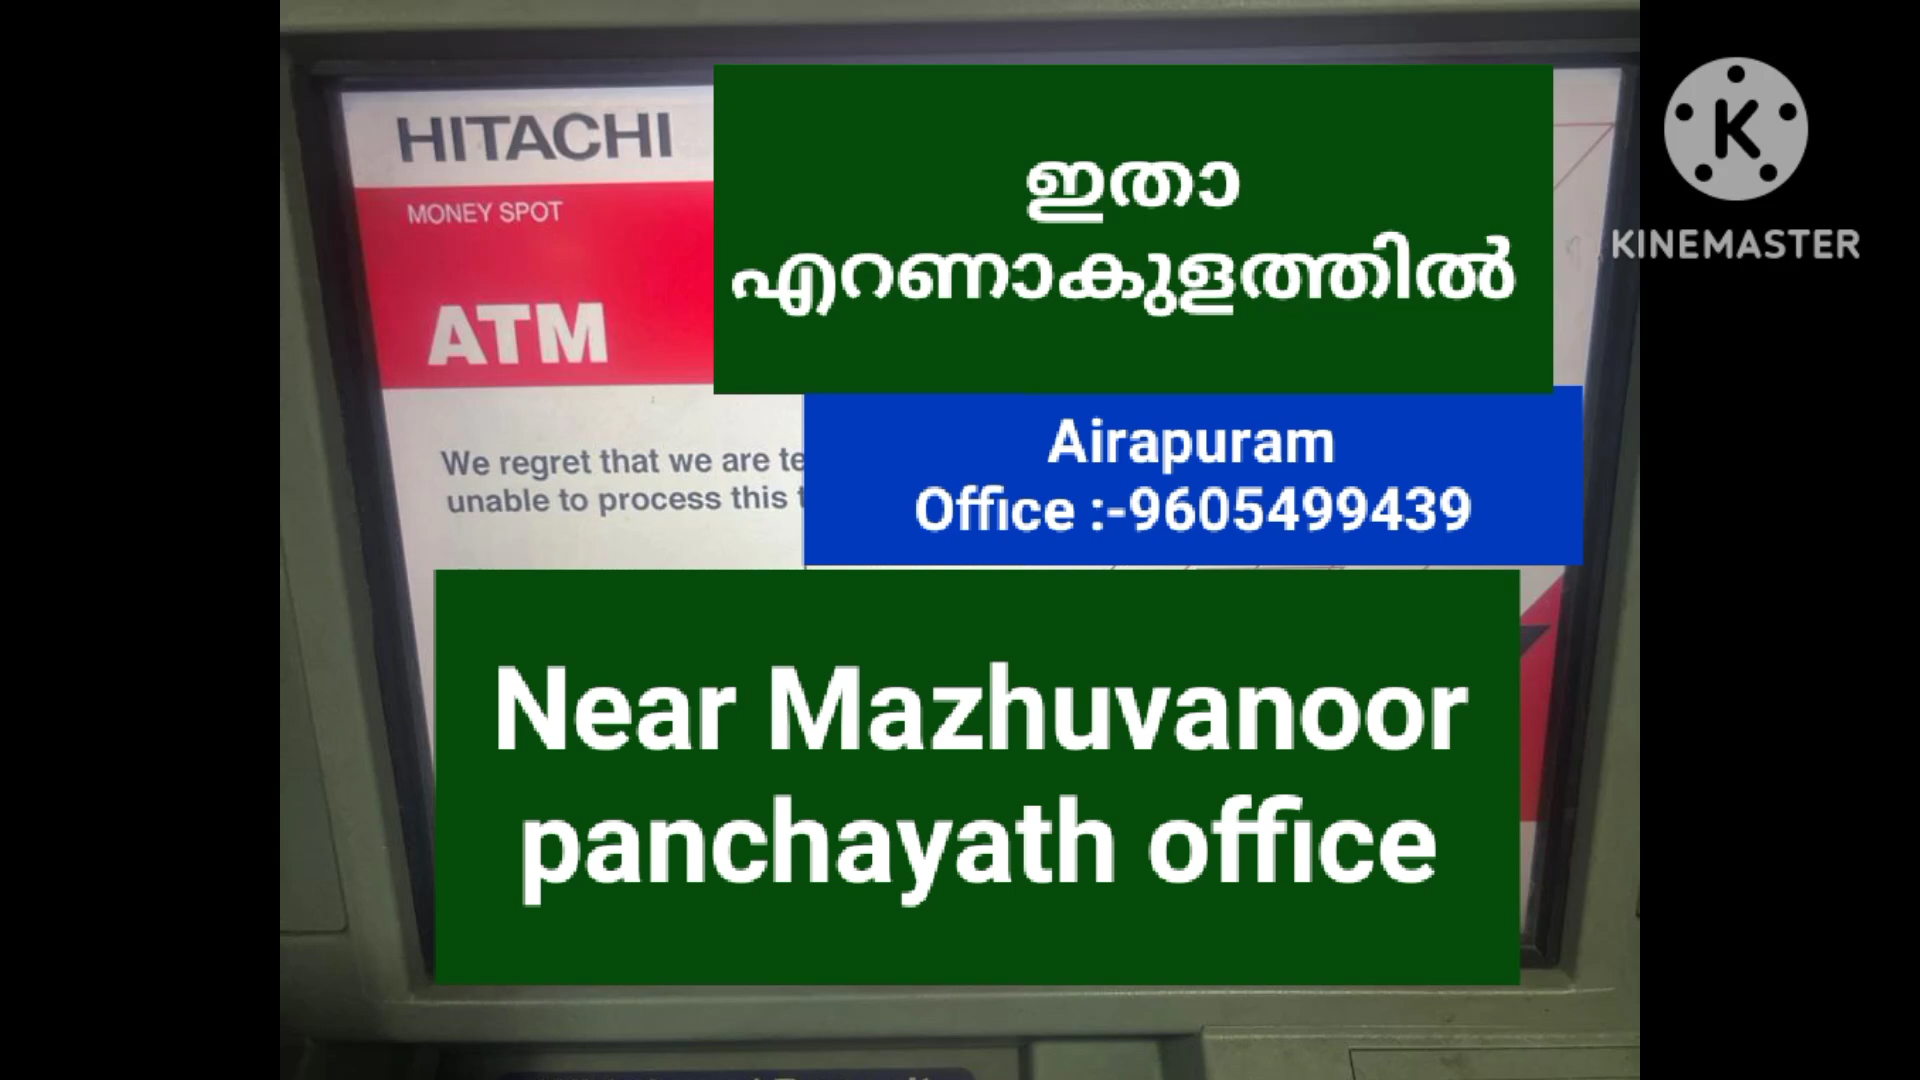 HITACHI
MONEY SPOT
ATM
ഇതാ
എറണാകുളത്തിൽ
KINEMASTER
We regret that we are
unable to process this
Airapuram
Office :-9605499439
Near Mazhuvanoor
panchayath office